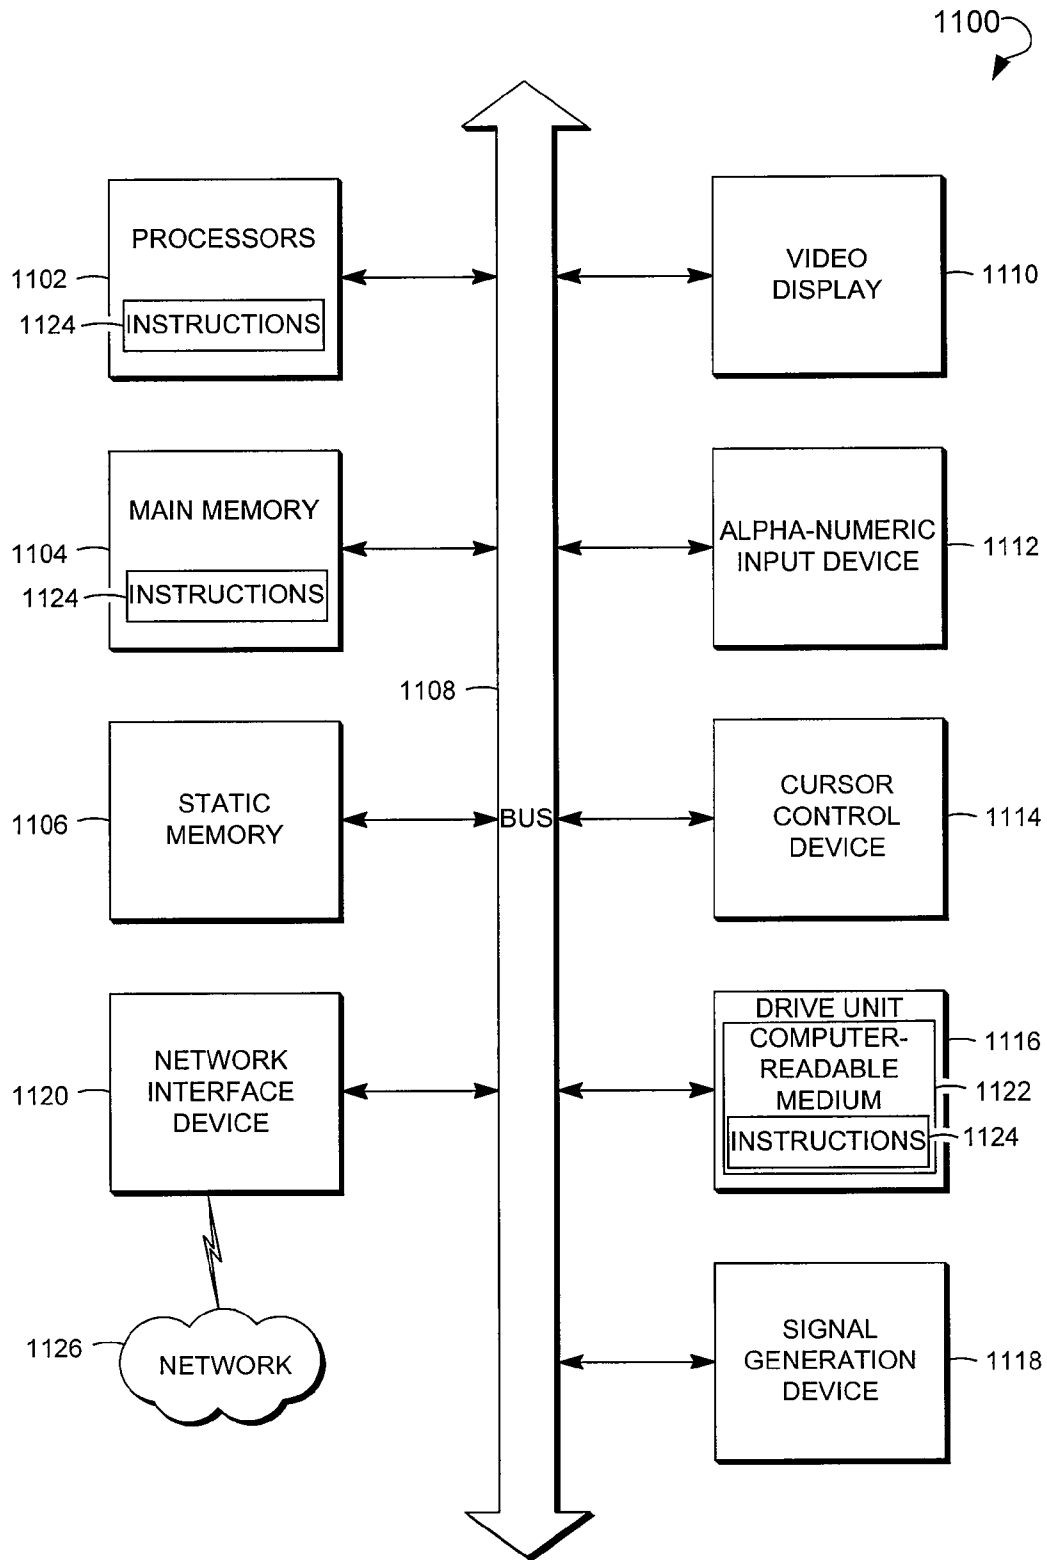 1100
PROCESSORS
1102
1124
INSTRUCTIONS
VIDEO
DISPLAY
1110
MAIN MEMORY
1104
1124
INSTRUCTIONS
ALPHA-NUMERIC
INPUT DEVICE
1112
1108
STATIC
MEMORY
1106
BUS
CURSOR
CONTROL
DEVICE
1114
NETWORK
INTERFACE
DEVICE
1120
DRIVE UNIT
COMPUTER-
READABLE
MEDIUM
INSTRUCTIONS
1116
1122
1124
1126
NETWORK
SIGNAL
GENERATION
DEVICE
1118